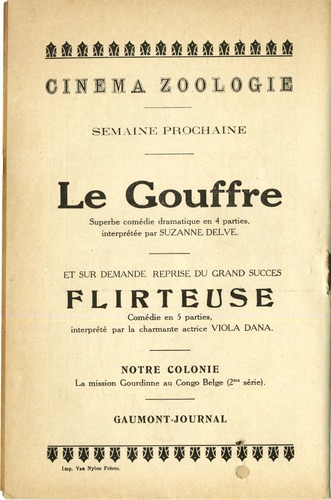 CINEMA ZOOLOGIE
SEMAINE PROCHAINE
Le Gouffre
Superbe comédie dramatique en 4 parties,
interprétée par SUZANNE DELVE.
ET SUR DEMANDE REPRISE DU GRAND SUCCES
FLIRTEUSE
Comédie en 5 parties,
interprété par la charmante actrice VIOLA DANA.
NOTRE COLONIE
La mission Gourdinne au Congo Belge (2me série).
GAUMONT-JOURNAL
Imp. Van Nylen Frères.